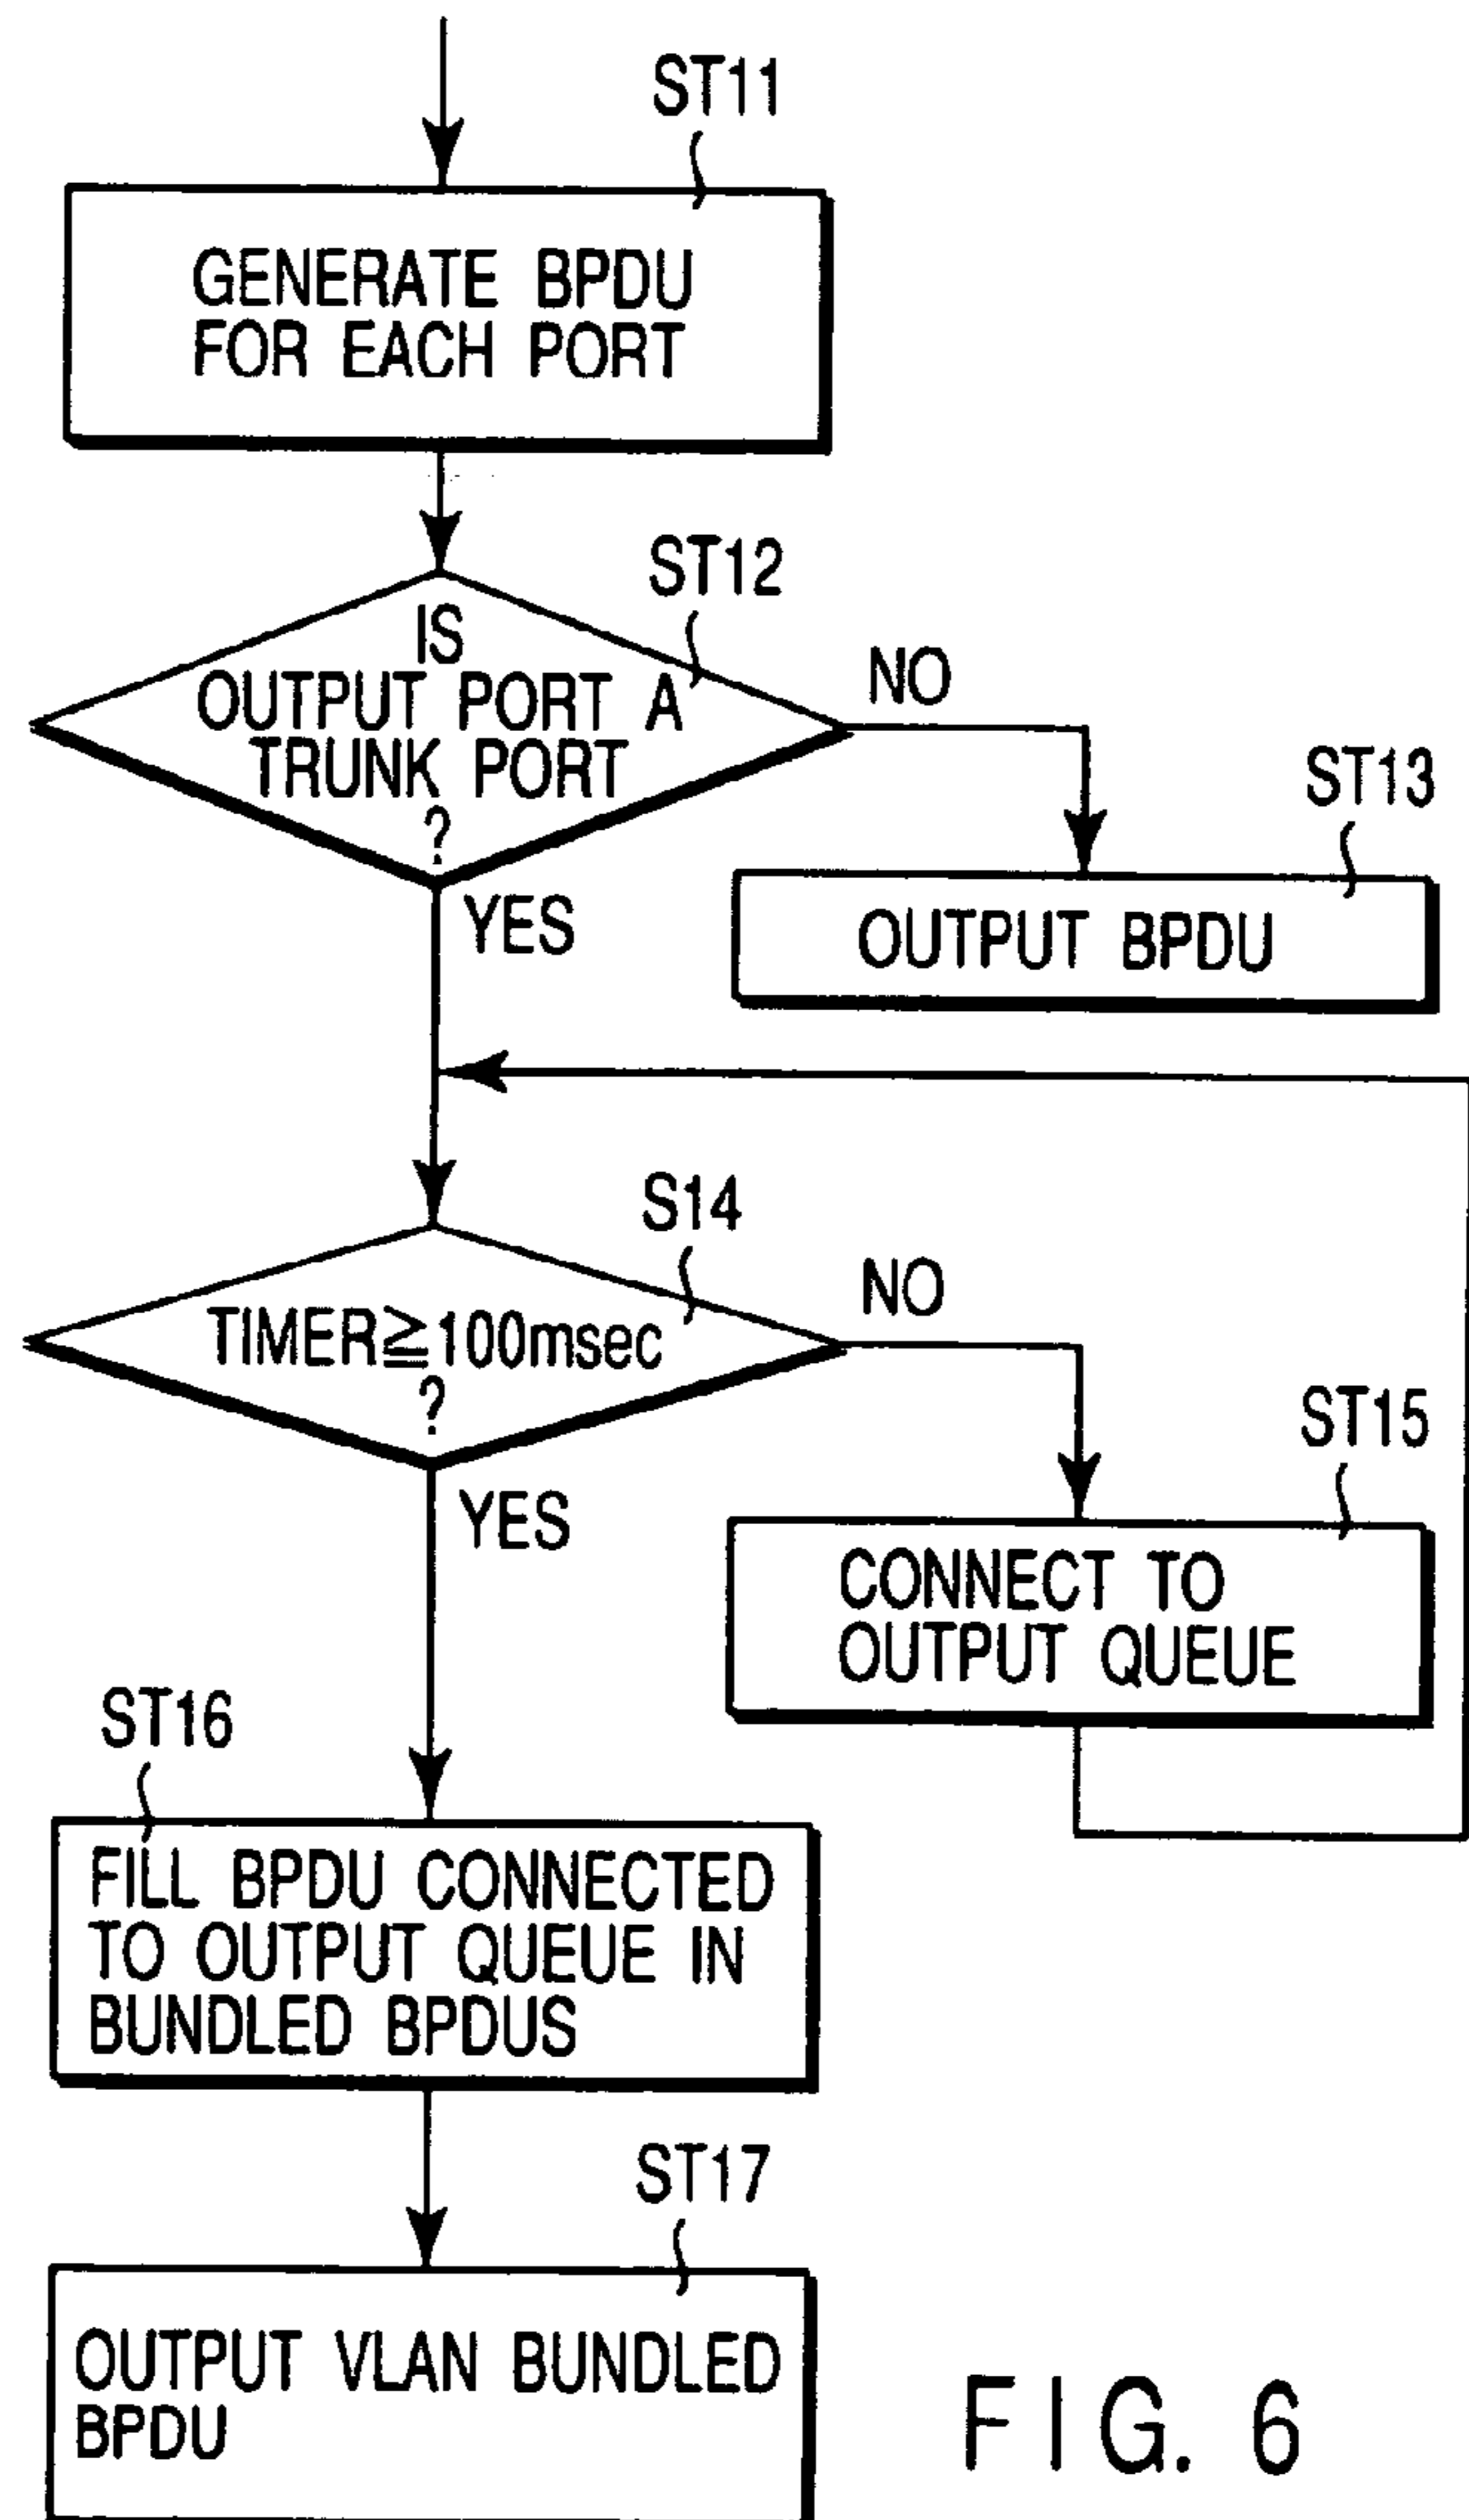 ST11
GENERATE BPDU
FOR EACH PORT
ST12
IS
OUTPUT PORT A
TRUNK PORT
?
NO
YES
ST13
OUTPUT BPDU
S14
TIMER≧100msec
?
NO
YES
ST15
CONNECT TO
OUTPUT QUEUE
ST16
FILL BPDU CONNECTED
TO OUTPUT QUEUE IN
BUNDLED BPDUS
ST17
OUTPUT VLAN BUNDLED
BPDU
FIG. 6